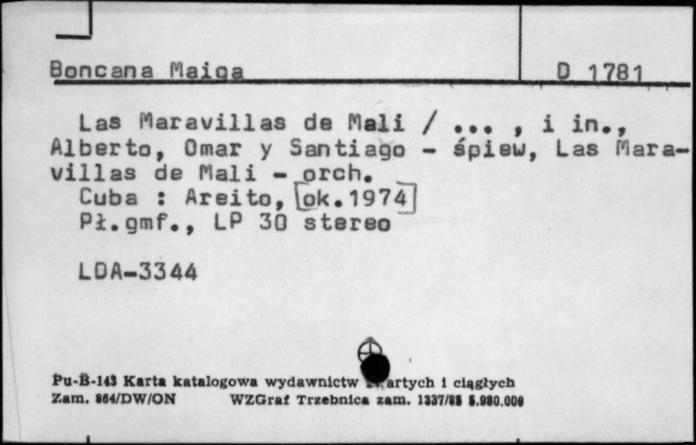 Boncana Maiga D 1781
Las Maravillas de Mali / ... , i in.,
Alberto, Omar y Santiago - śpiew, Las Mara-
villas de Mali - orch.
Cuba : Areito, [ok.1974]
Pł.gmf., LP 30 stereo
LDA-3344
Pu-B-143 Karta katalogowa wydawnictw artych i ciągłych
Zam. 864/DW/ON WZGraf Trzebnica zam. 1337/85 5.980.000